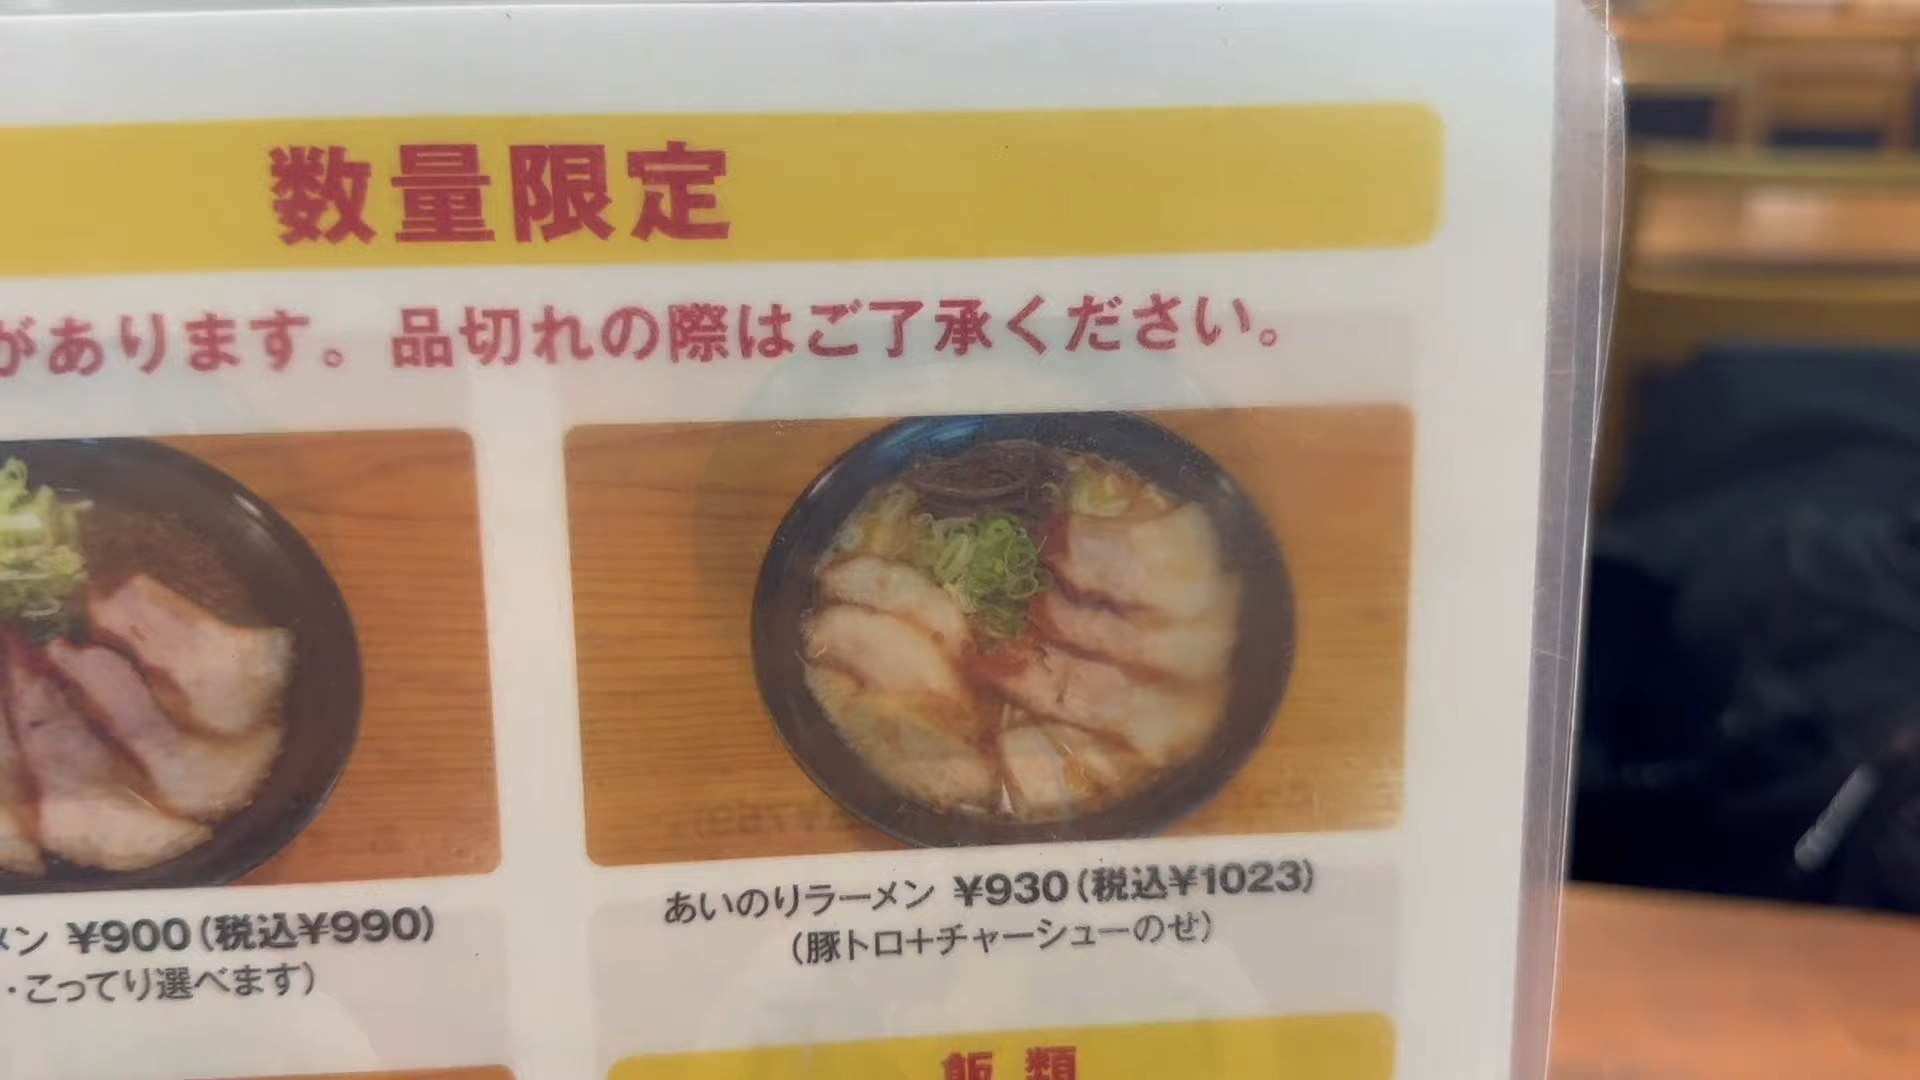 数量限定
があります。品切れの際はご了承ください。
メン ¥900(税込¥990)
・こってり選べます)
あいのりラーメン ¥930(税込¥1023)
(豚トロ+チャーシューのせ)
飯類